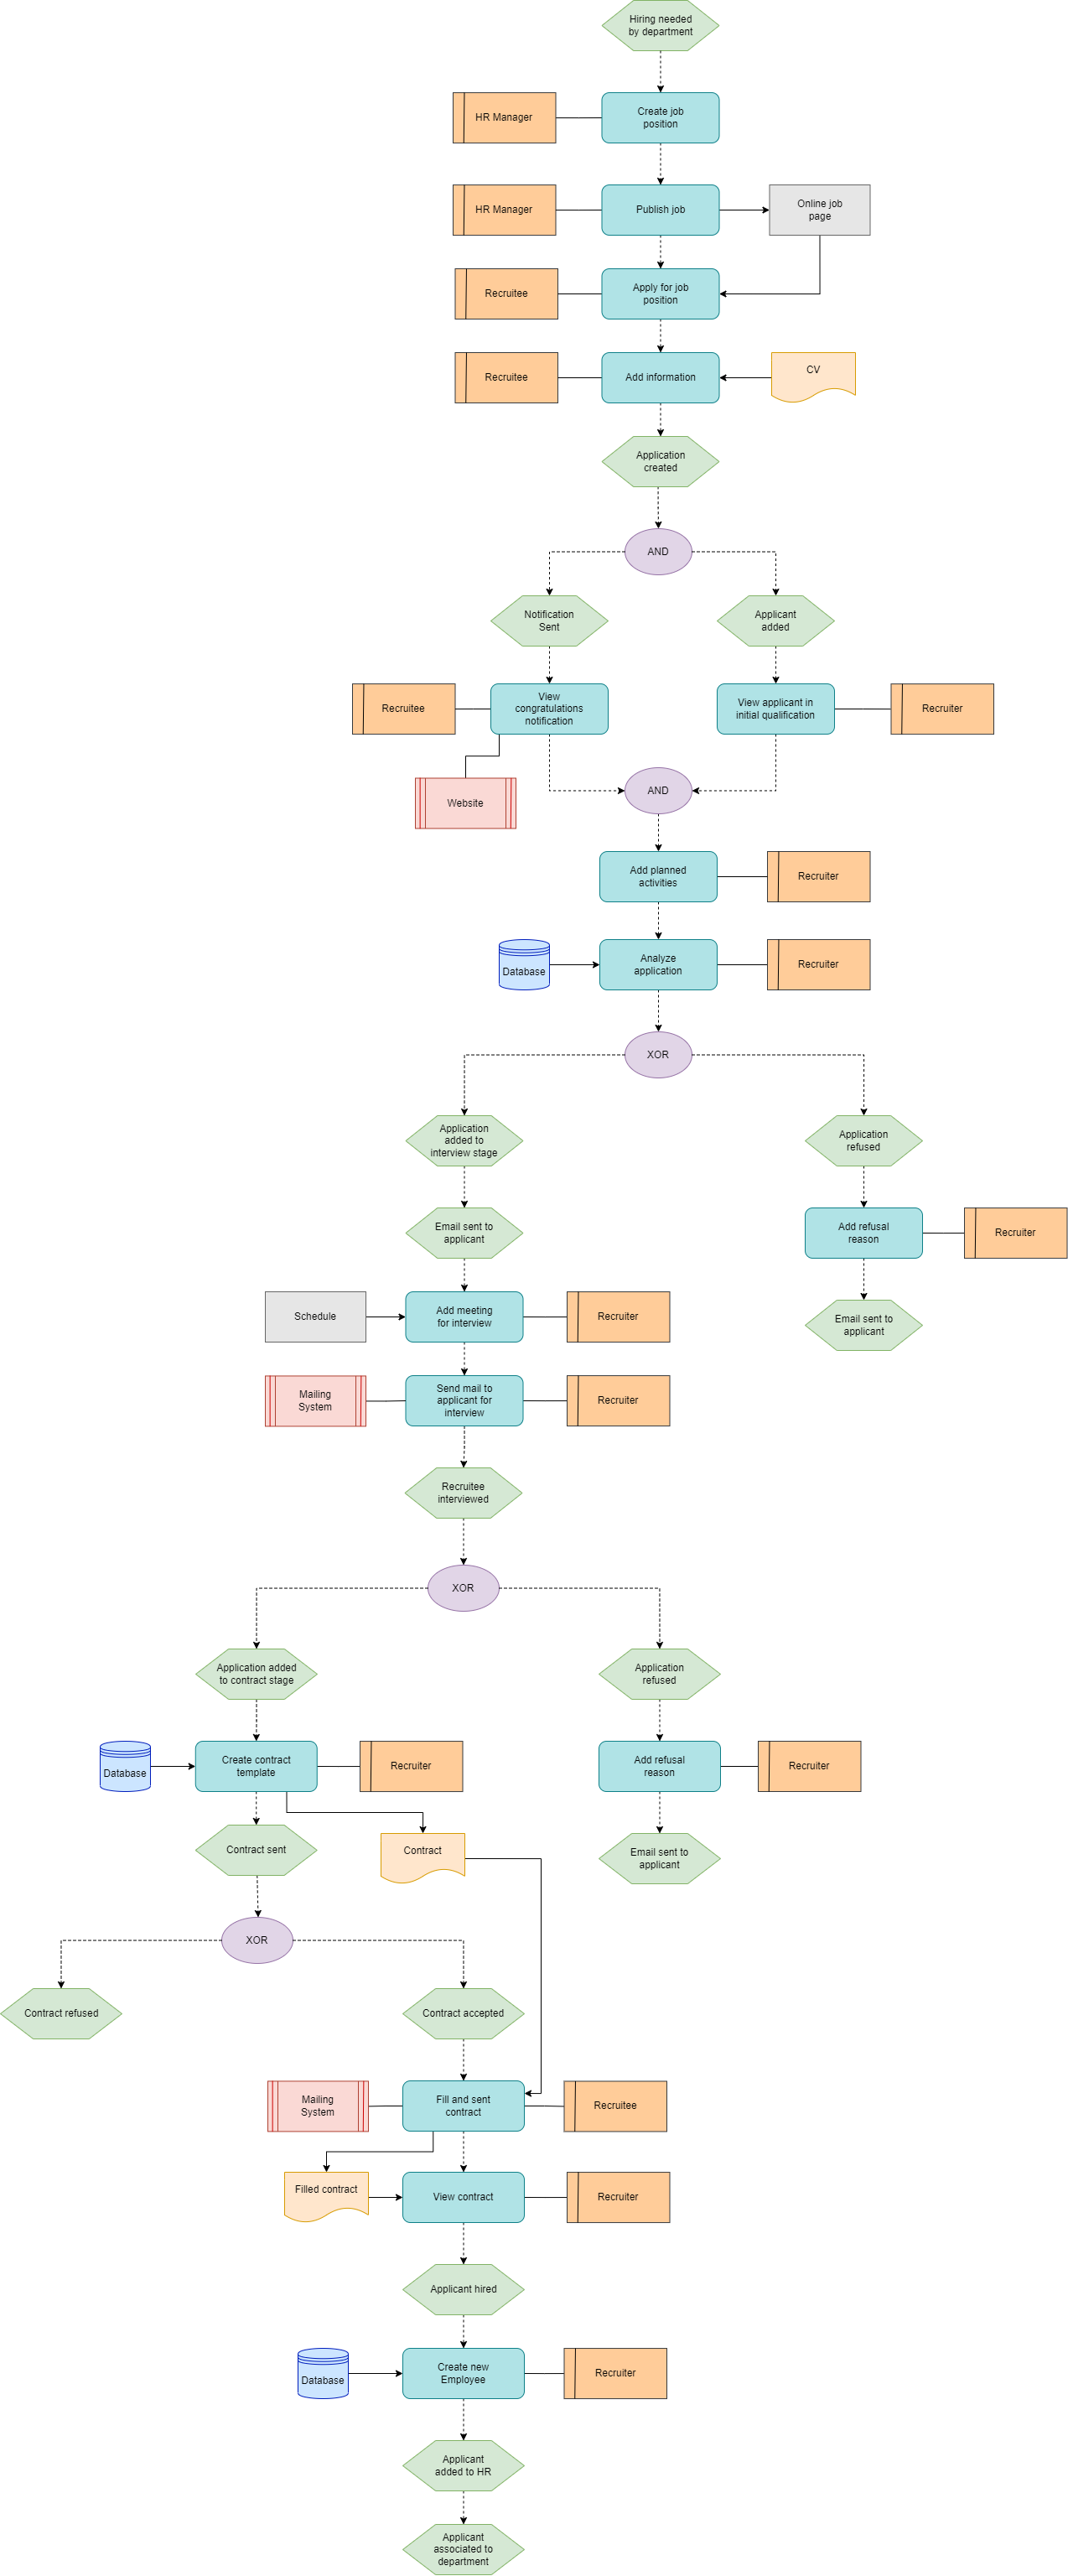 Hiring needed
by department
HR Manager
Create job
position
HR Manager
Publish job
Online job
page
Recruitee
Apply for job
position
Recruitee
Add information
CV
Application
created
AND
Notification
Sent
Applicant
added
Recruitee
View
congratulations
notification
View applicant in
initial qualification
Recruiter
Website
AND
Add planned
activities
Recruiter
Database
Analyze
application
Recruiter
XOR
Application
added to
interview stage
Application
refused
Email sent to
applicant
Add refusal
reason
Recruiter
Schedule
Add meeting
for interview
Recruiter
Email sent to
applicant
Mailing
System
Send mail to
applicant for
interview
Recruiter
Recruitee
interviewed
XOR
Application added
to contract stage
Application
refused
Database
Create contract
template
Recruiter
Add refusal
reason
Recruiter
Contract sent
Contract
Email sent to
applicant
XOR
Contract refused
Contract accepted
Mailing
System
Fill and sent
contract
Recruitee
Filled contract
View contract
Recruiter
Applicant hired
Database
Create new
Employee
Recruiter
Applicant
added to HR
Applicant
associated to
department